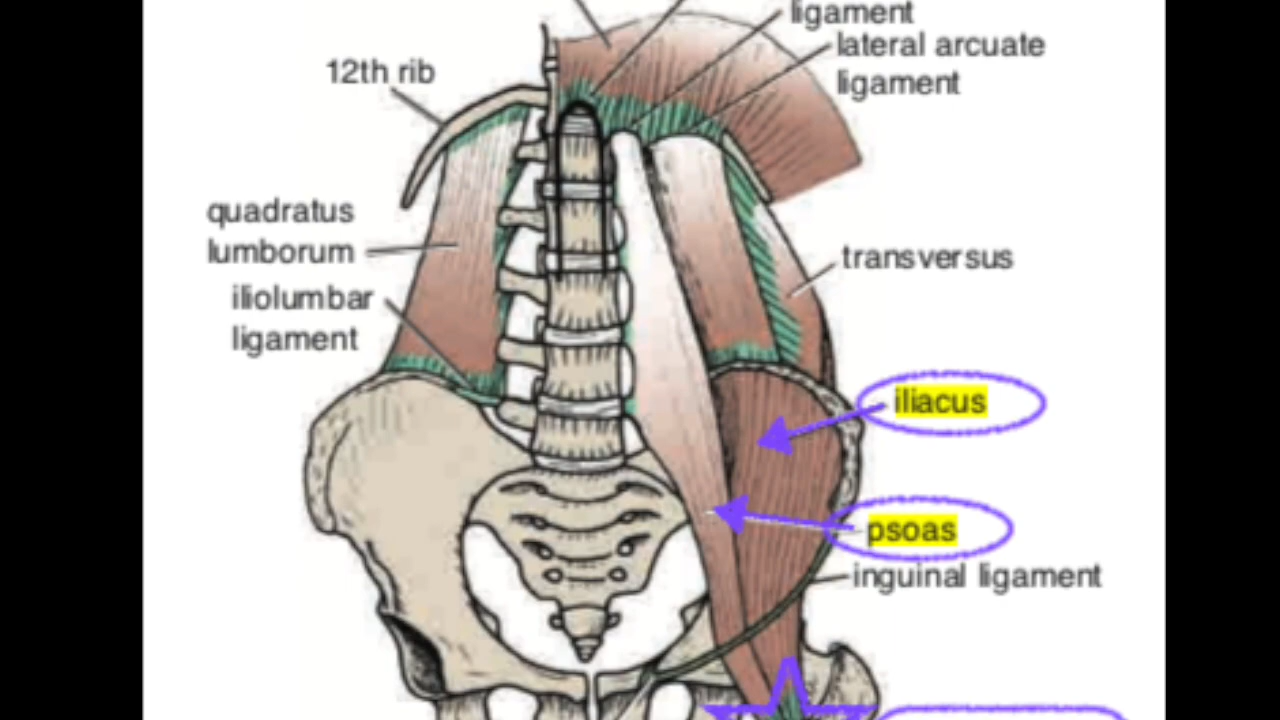 ligament
lateral arcuate
ligament
12th rib
quadratus
lumborum
iliolumbar
ligament
transversus
iliacus
psoas
inguinal ligament